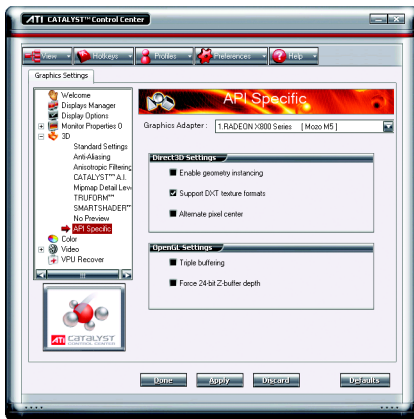 ATI CATALYST™ Control Center
View
Hotkeys
Profiles
Preferences
Help
Graphics Settings
Welcome
Displays Manager
Display Options
Monitor Properties 0
3D
Standard Settings
Anti-Aliasing
Anisotropic Filtering
CATALYST™ A.I.
Mipmap Detail Leve
TRUFORM™
SMARTSHADER™
No Preview
API Specific
Color
Video
VPU Recover
API Specific
Graphics Adapter : 1.RADEON X800 Series [ Mozo M5 ]
Direct3D Settings
Enable geometry instancing
Support DXT texture formats
Alternate pixel center
OpenGL Settings
Triple buffering
Force 24-bit Z-buffer depth
ATI CATALYST
CONTROL CENTER
Done
Apply
Discard
Defaults